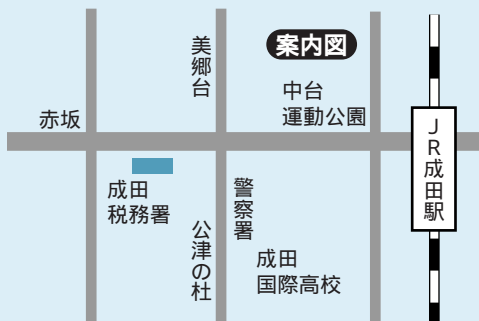 案内図
美郷台
中台
運動公園
赤坂
JR成田駅
成田
税務署
警察署
公津の杜
成田
国際高校